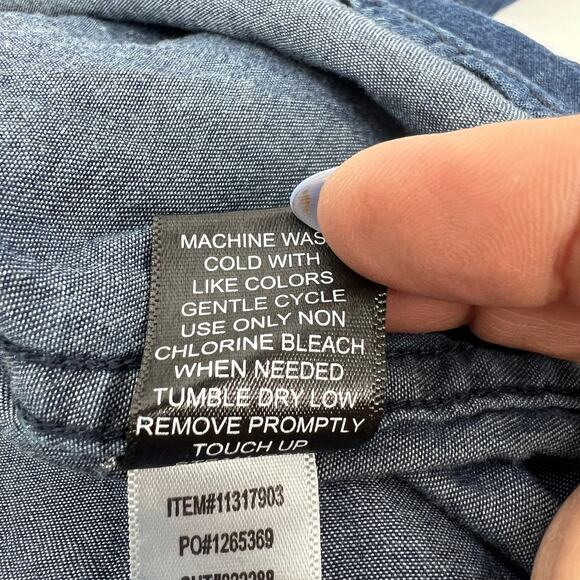 MACHINE WAS
COLD WITH
LIKE COLORS
GENTLE CYCLE
USE ONLY NON
CHLORINE BLEACH
WHEN NEEDED
TUMBLE DRY LOW
REMOVE PROMPTLY
TOUCH UP
ITEM#11317903
PO#1265369